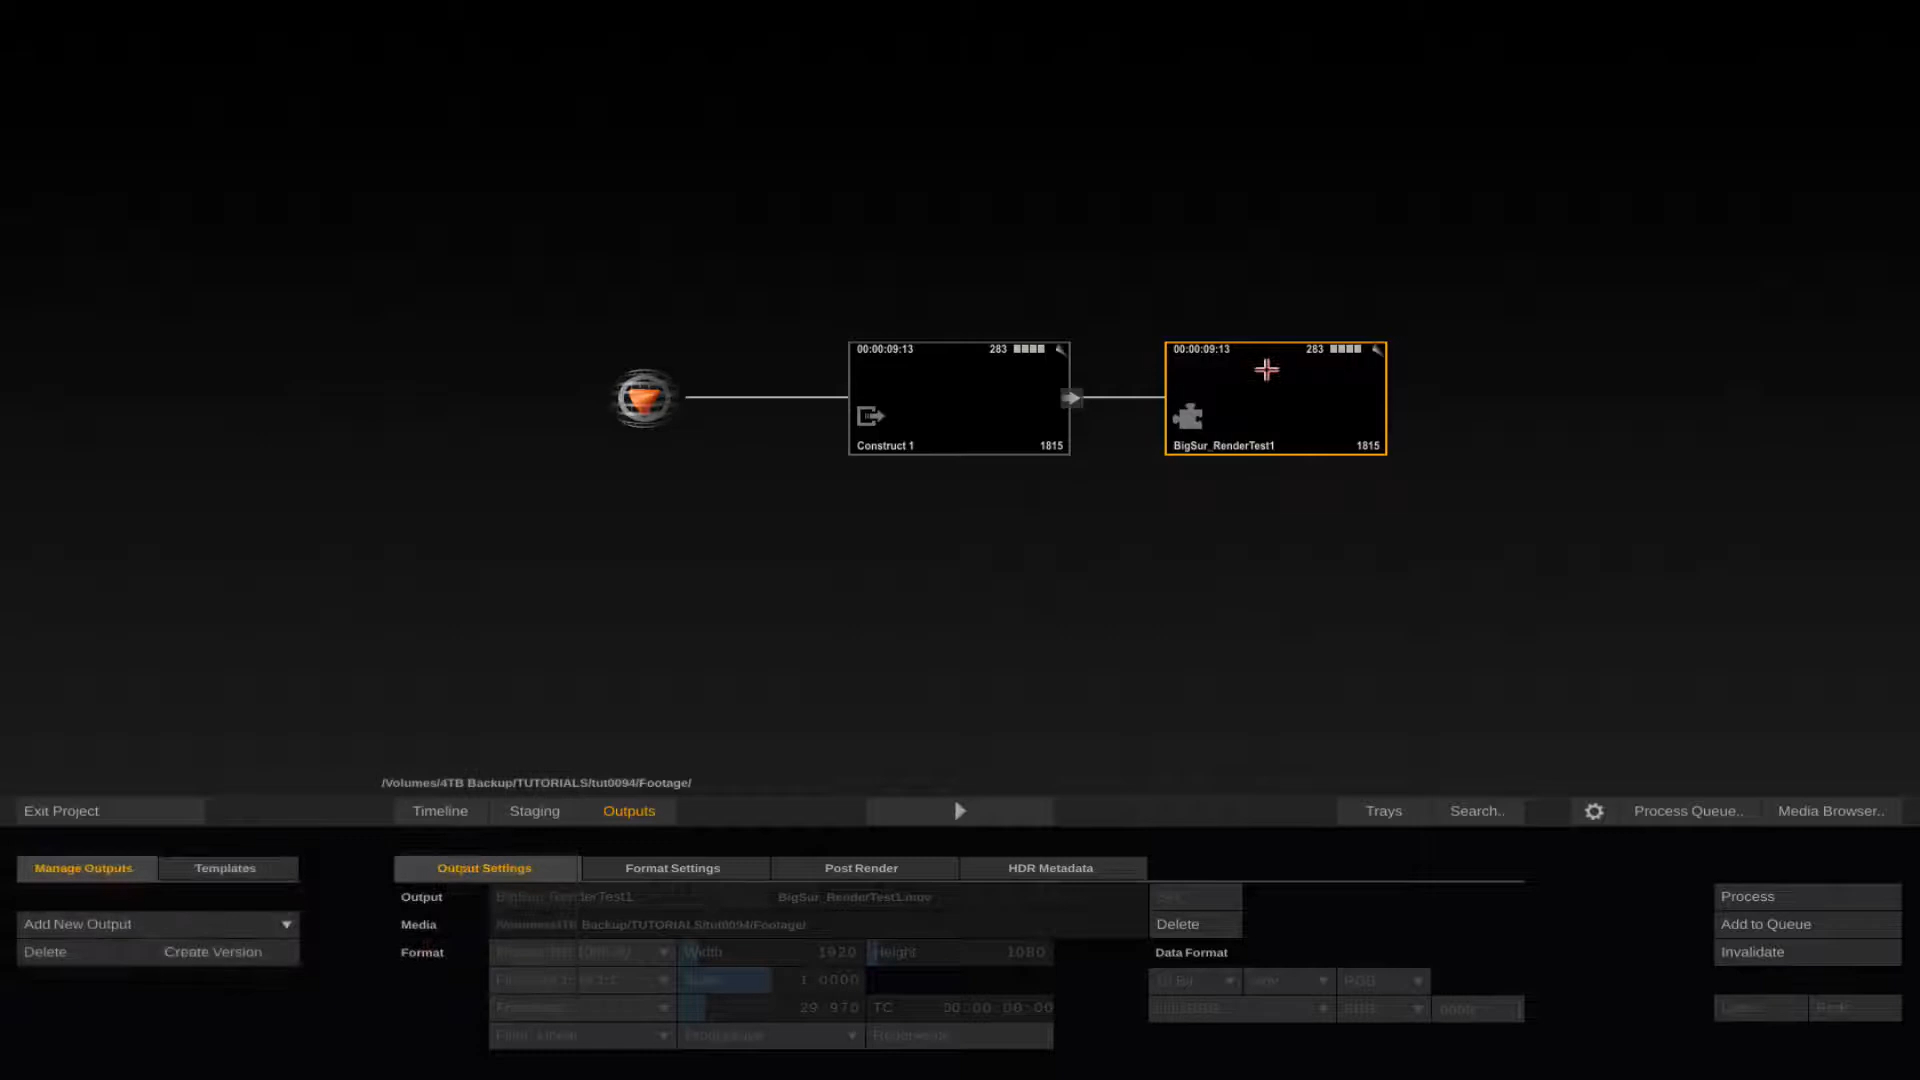 00:00:09:13 283
Construct 1 1815
00:00:09:13 283
BigSur_RenderTest1 1815
/Volumes/4TB Backup/TUTORIALS/tut0094/Footage/
Exit Project Timeline Staging Outputs Trays Search.. Process Queue.. Media Browser..
Manage Outputs Templates Output Settings Format Settings Post Render HDR Metadata
Output BigSur_RenderTest1 BigSur_RenderTest1.mov Process
Add New Output Media /Volumes/4TB Backup/TUTORIALS/tut0094/Footage/ Delete Add to Queue
Delete Create Version Format Width 1920 Height 1080 Data Format Invalidate
1.0000 RGB
29.970 TC 00:00:00:00